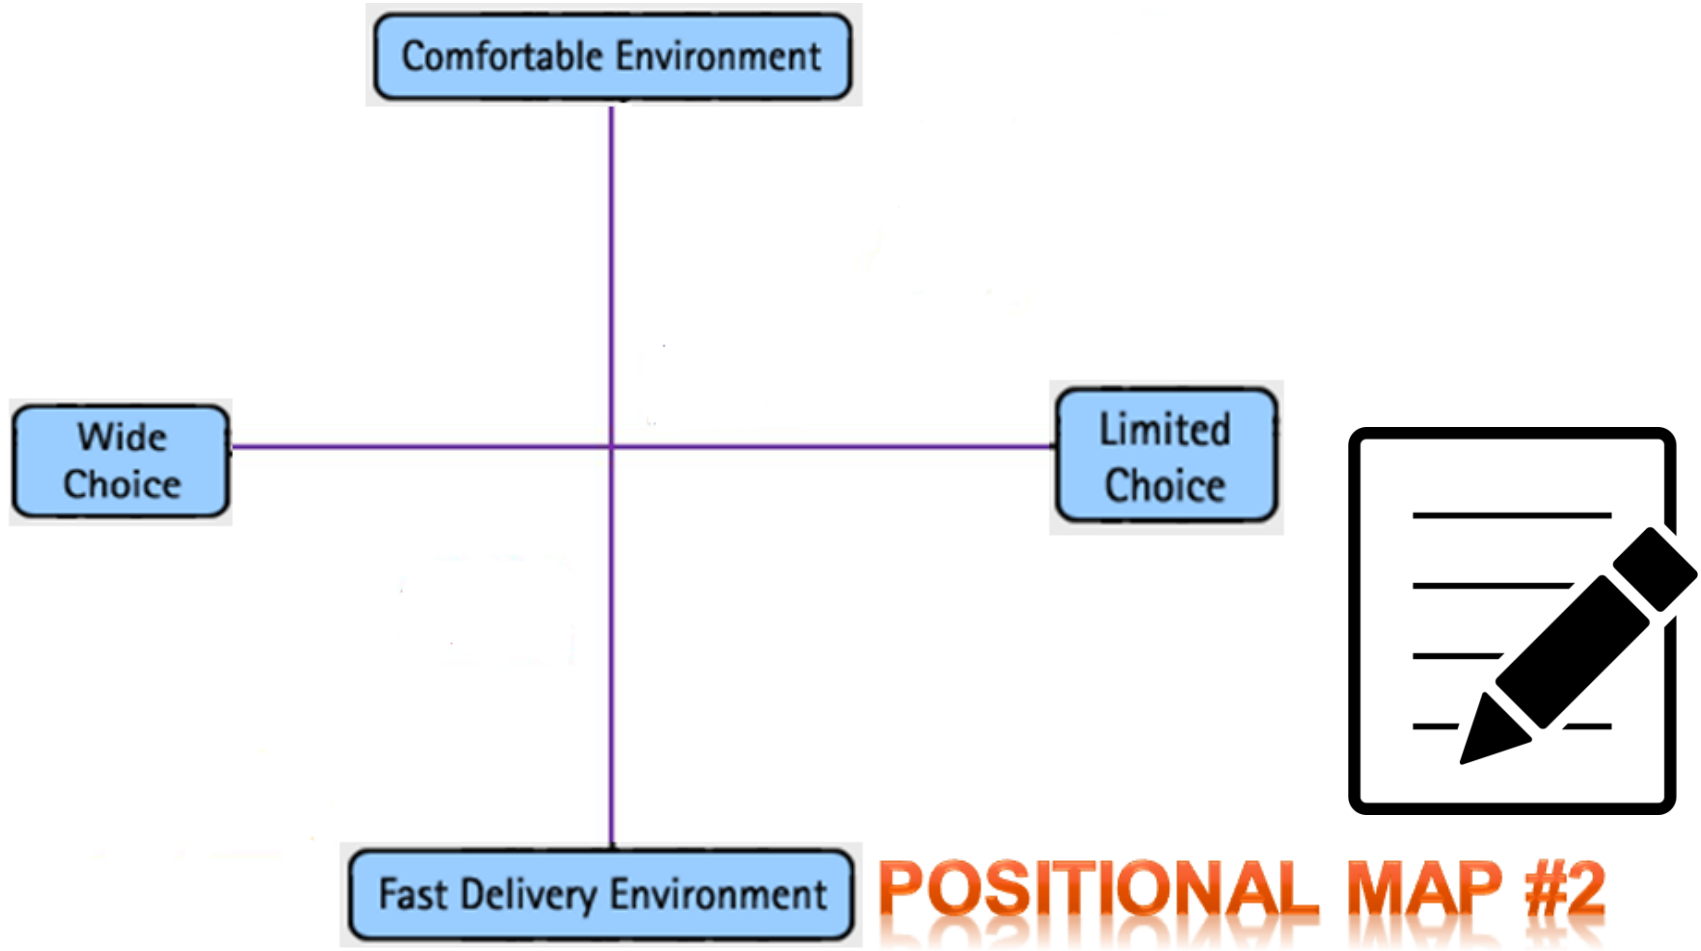 Comfortable Environment
Wide
Choice
Limited
Choice
Fast Delivery Environment
POSITIONAL MAP #2